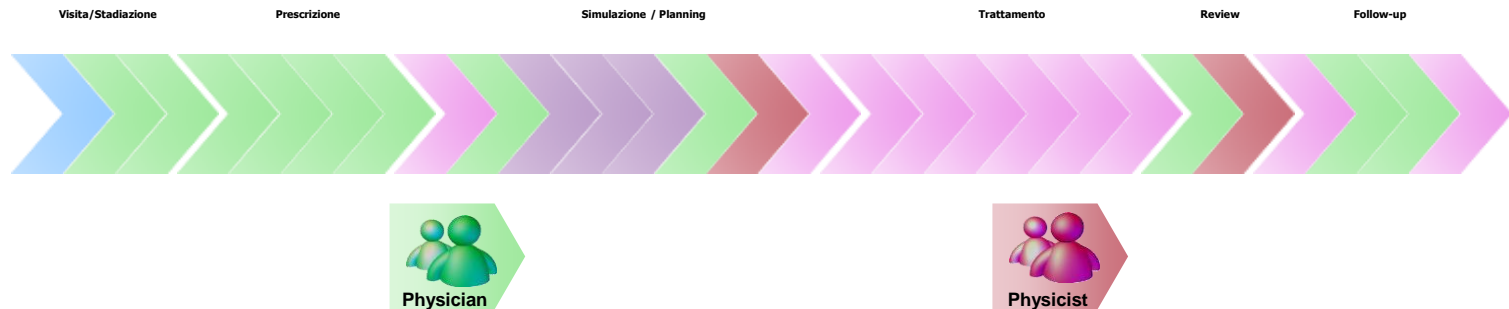 Visita/Stadiazione
Prescrizione
Simulazione / Planning
Trattamento
Review
Follow-up
Physician
Physicist